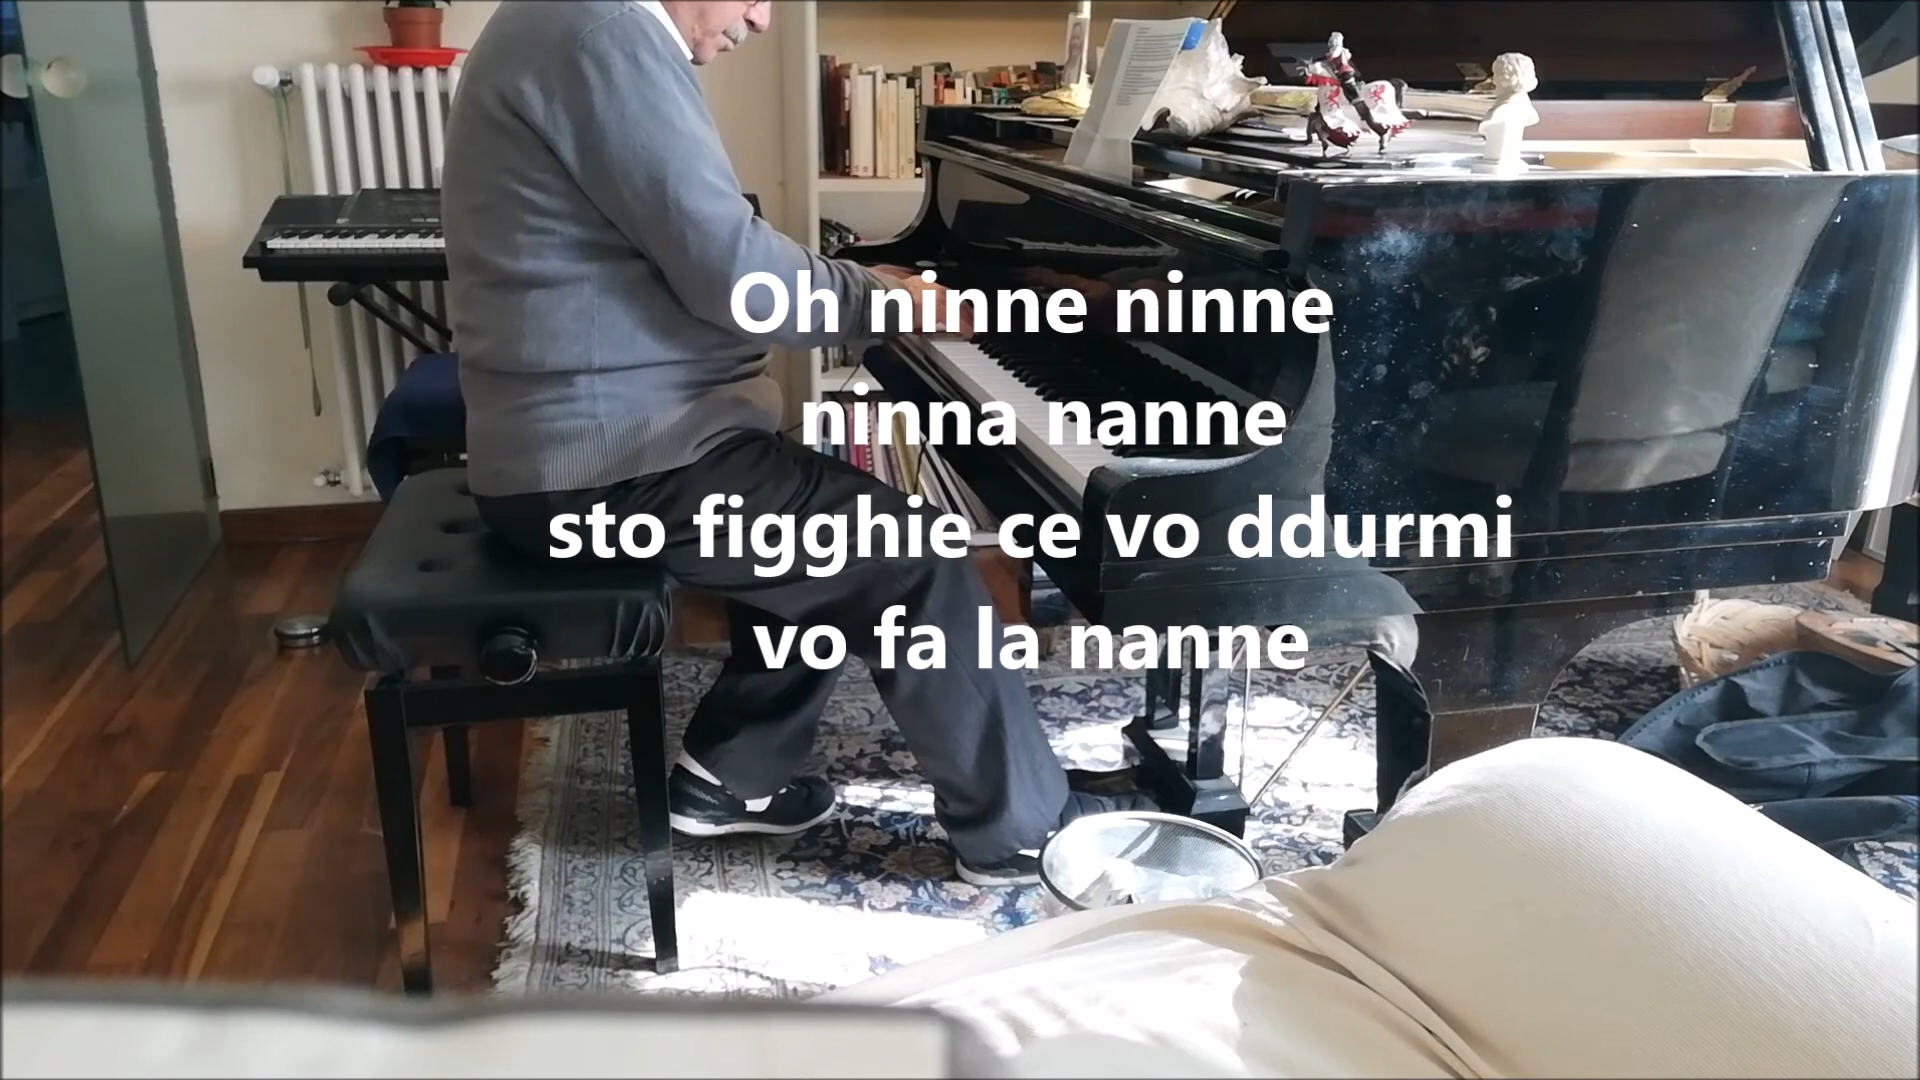 Oh ninne ninne
ninna nanne
sto figghie ce vo ddurmi
vo fa la nanne